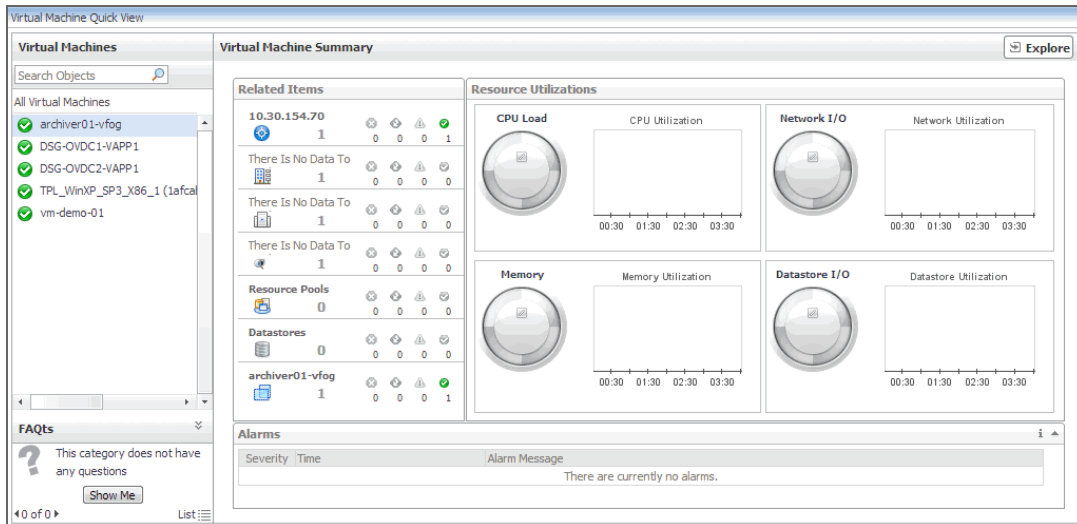 Virtual Machine Quick View
Virtual Machines
Search Objects
All Virtual Machines
archiver01-vfog
DSG-OVDC1-VAPP1
DSG-OVDC2-VAPP1
TPL_WinXP_SP3_X86_1 (1afcal
vm-demo-01
FAQts
This category does not have
any questions
Show Me
0 of 0
List
Virtual Machine Summary
Explore
Related Items
10.30.154.70
1
0 0 0 1
There Is No Data To
1
0 0 0 0
There Is No Data To
1
0 0 0 0
There Is No Data To
1
0 0 0 0
Resource Pools
0
0 0 0 0
Datastores
0
0 0 0 0
archiver01-vfog
1
0 0 0 1
Resource Utilizations
CPU Load
CPU Utilization
00:30 01:30 02:30 03:30
Network I/O
Network Utilization
00:30 01:30 02:30 03:30
Memory
Memory Utilization
00:30 01:30 02:30 03:30
Datastore I/O
Datastore Utilization
00:30 01:30 02:30 03:30
Alarms
Severity Time Alarm Message
There are currently no alarms.